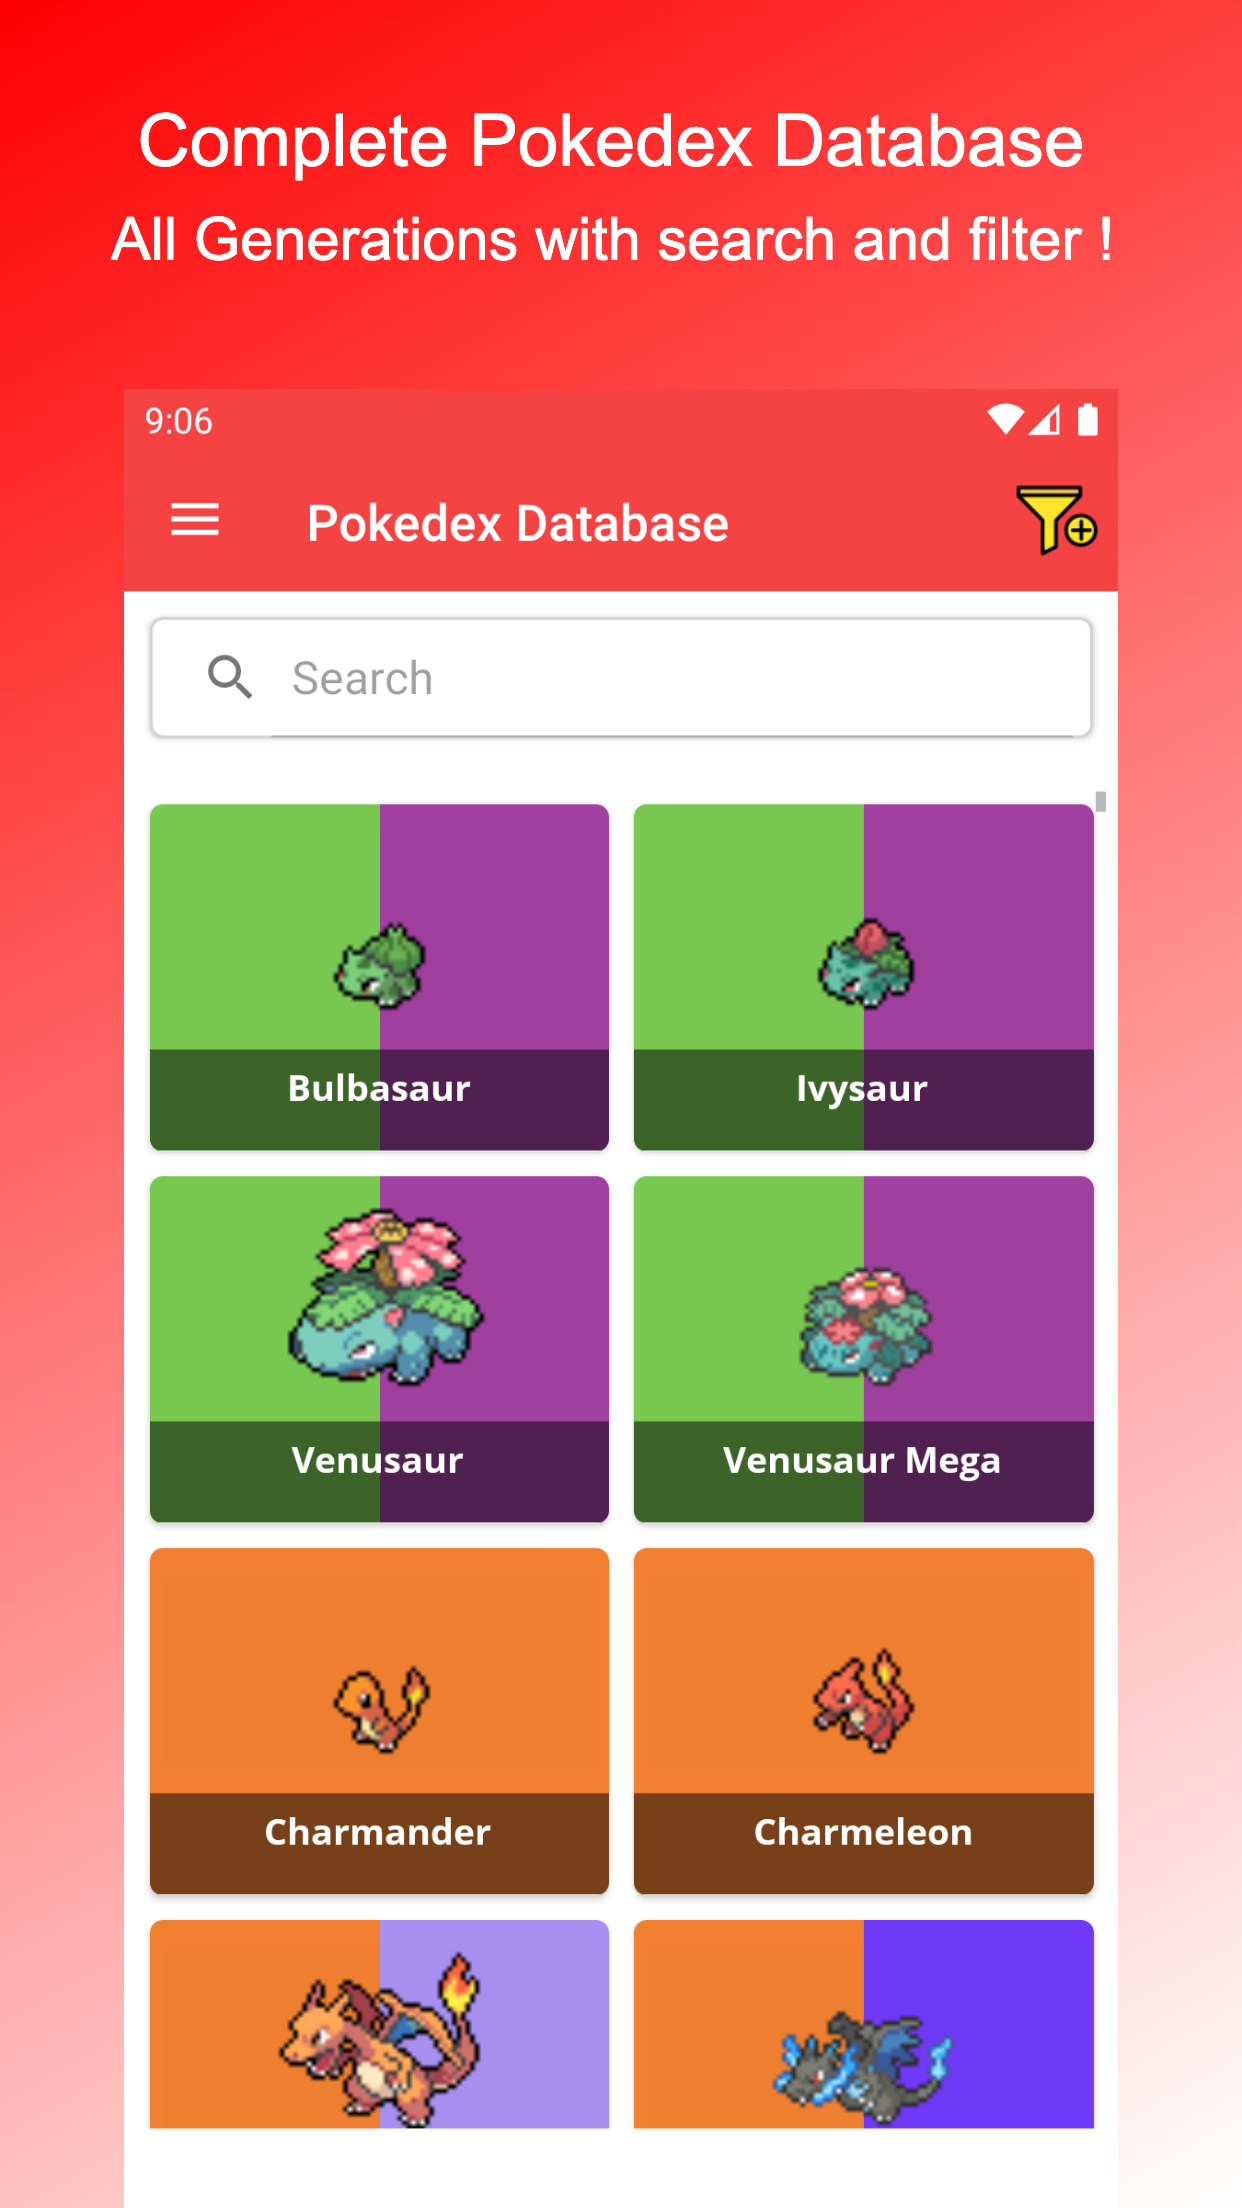 Complete Pokedex Database
All Generations with search and filter !
9:06
Pokedex Database
Search
Bulbasaur
Ivysaur
Venusaur
Venusaur Mega
Charmander
Charmeleon